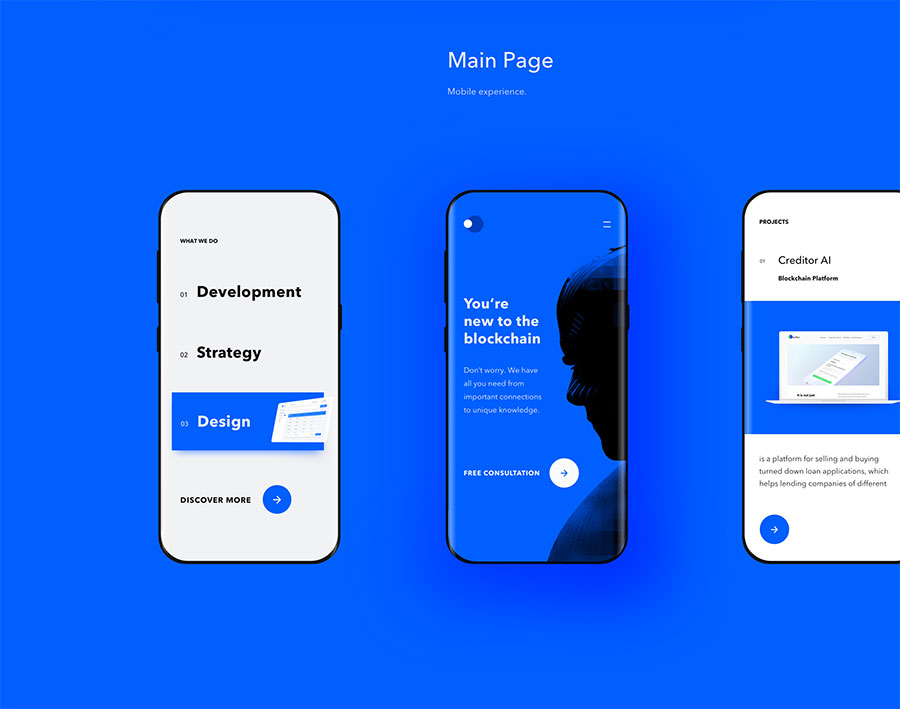 Main Page
Mobile experience.
WHAT WE DO
01 Development
02 Strategy
03 Design
DISCOVER MORE
You're
new to the
blockchain
Don't worry. We have
all you need from
important connections
to unique knowledge.
FREE CONSULTATION
PROJECTS
01 Creditor AI
Blockchain Platform
It is not just
is a platform for selling and buying
turned down loan applications, which
helps lending companies of different